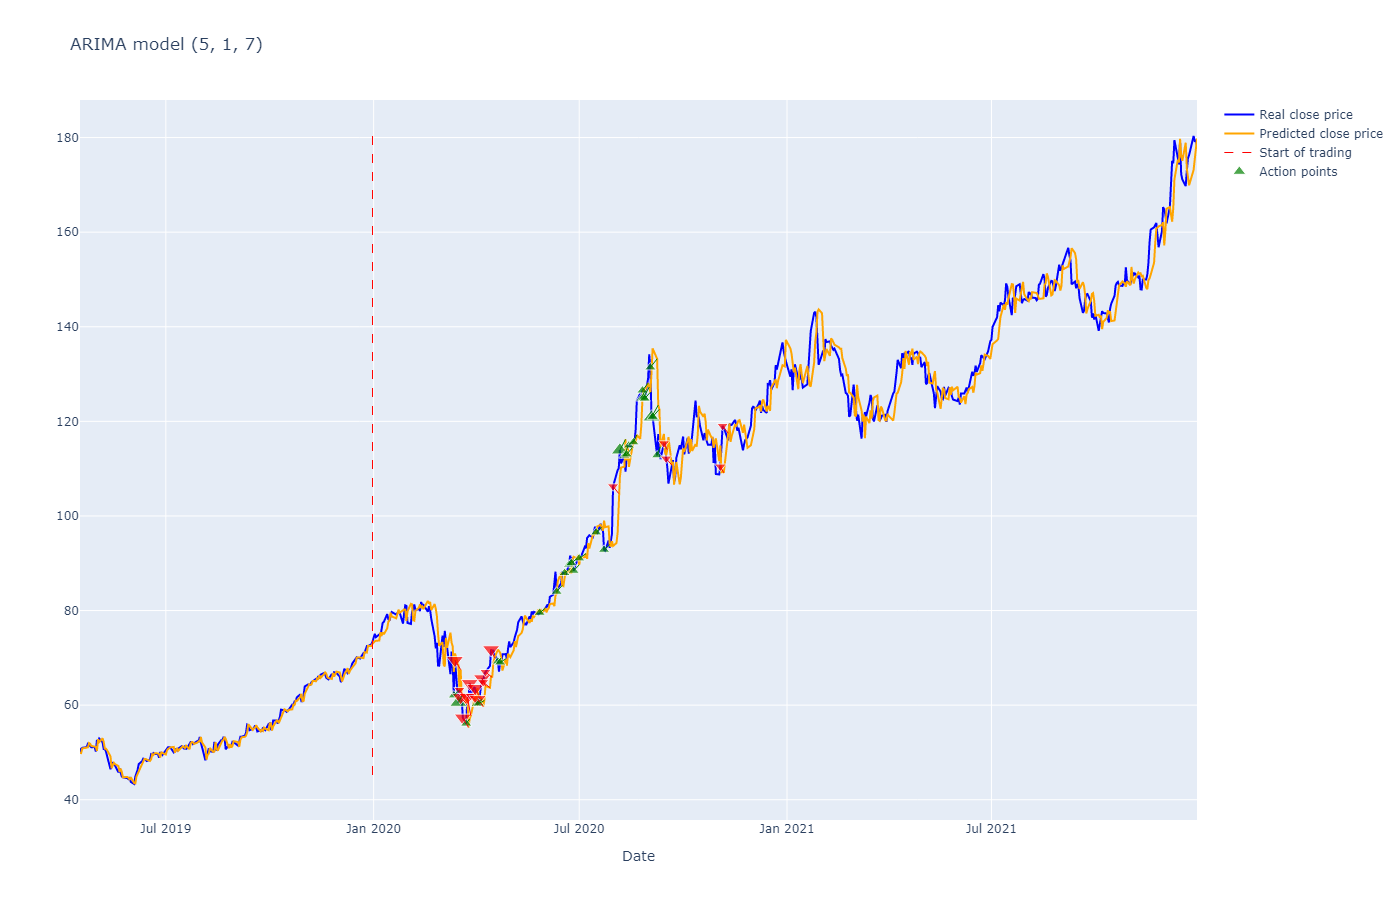 ARIMA model (5, 1, 7)
Real close price
Predicted close price
Start of trading
Action points
180
160
140
120
100
80
60
40
Jul 2019
Jan 2020
Jul 2020
Jan 2021
Jul 2021
Date